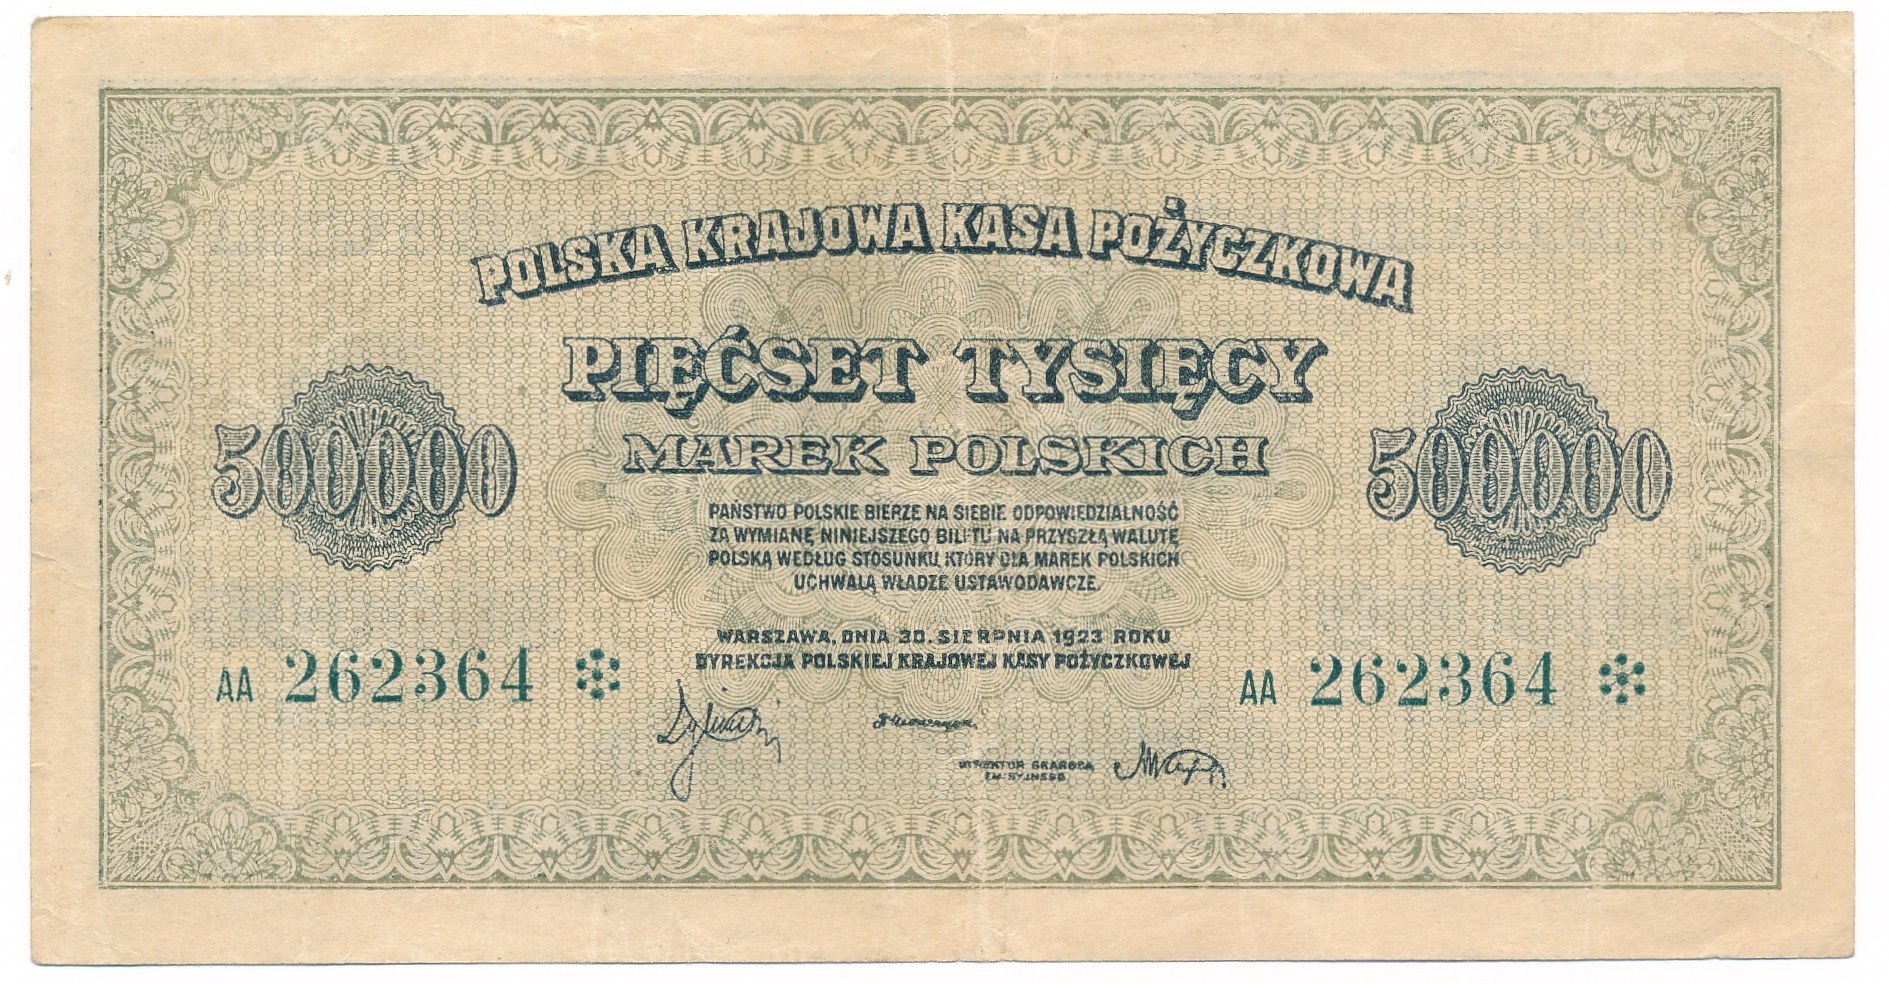 POLSKA KRAJOWA KASA POŻYCZKOWA
PIĘĆSET TYSIĘCY
500000
500000
MAREK POLSKICH
PAŃSTWO POLSKIE BIERZE NA SIEBIE ODPOWIEDZIALNOŚĆ
ZA WYMIANĘ NINIEJSZEGO BILETU NA PRZYSZŁĄ WALUTĘ
POLSKĄ WEDŁUG STOSUNKU, KTÓRY DLA MAREK POLSKICH
UCHWALĄ WŁADZE USTAWODAWCZE.
WARSZAWA, DNIA 30. SIERPNIA 1923 ROKU
DYREKCJA POLSKIEJ KRAJOWEJ KASY POŻYCZKOWEJ
AA 262364
AA 262364